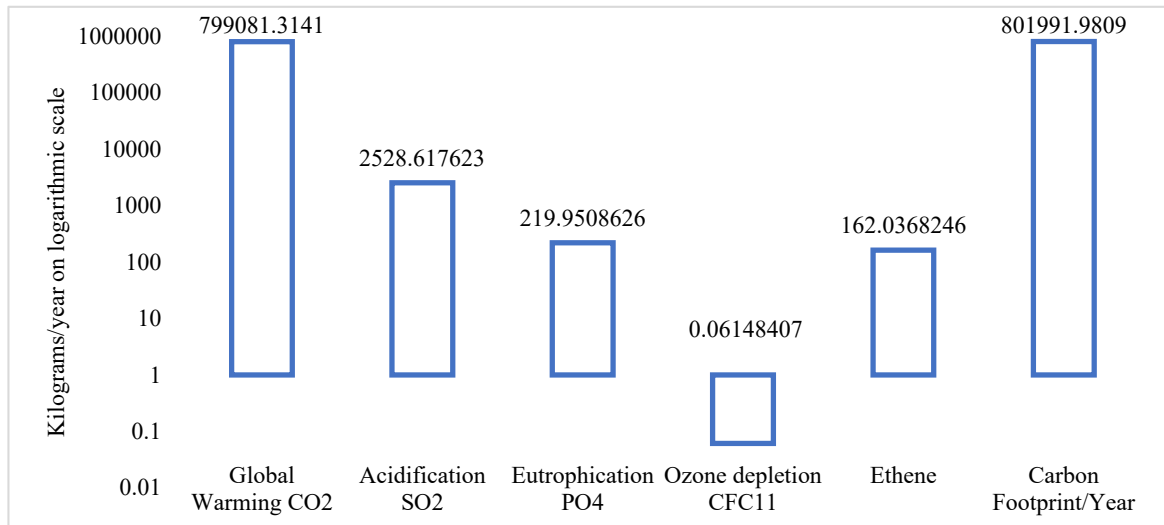 Kilograms/year on logarithmic scale
1000000
100000
10000
1000
100
10
1
0.1
0.01
799081.3141
2528.617623
219.9508626
0.06148407
162.0368246
801991.9809
Global
Warming CO2
Acidification
SO2
Eutrophication
PO4
Ozone depletion
CFC11
Ethene
Carbon
Footprint/Year